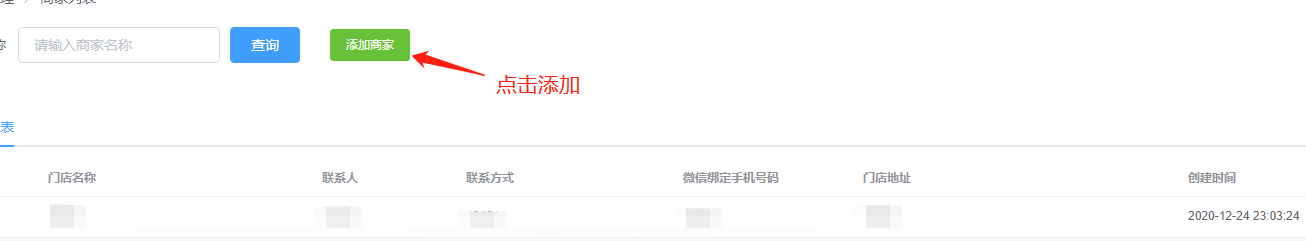 理 > 商家列表
称 请输入商家名称 查询 添加商家
点击添加
表
门店名称 联系人 联系方式 微信绑定手机号码 门店地址 创建时间
2020-12-24 23:03:24